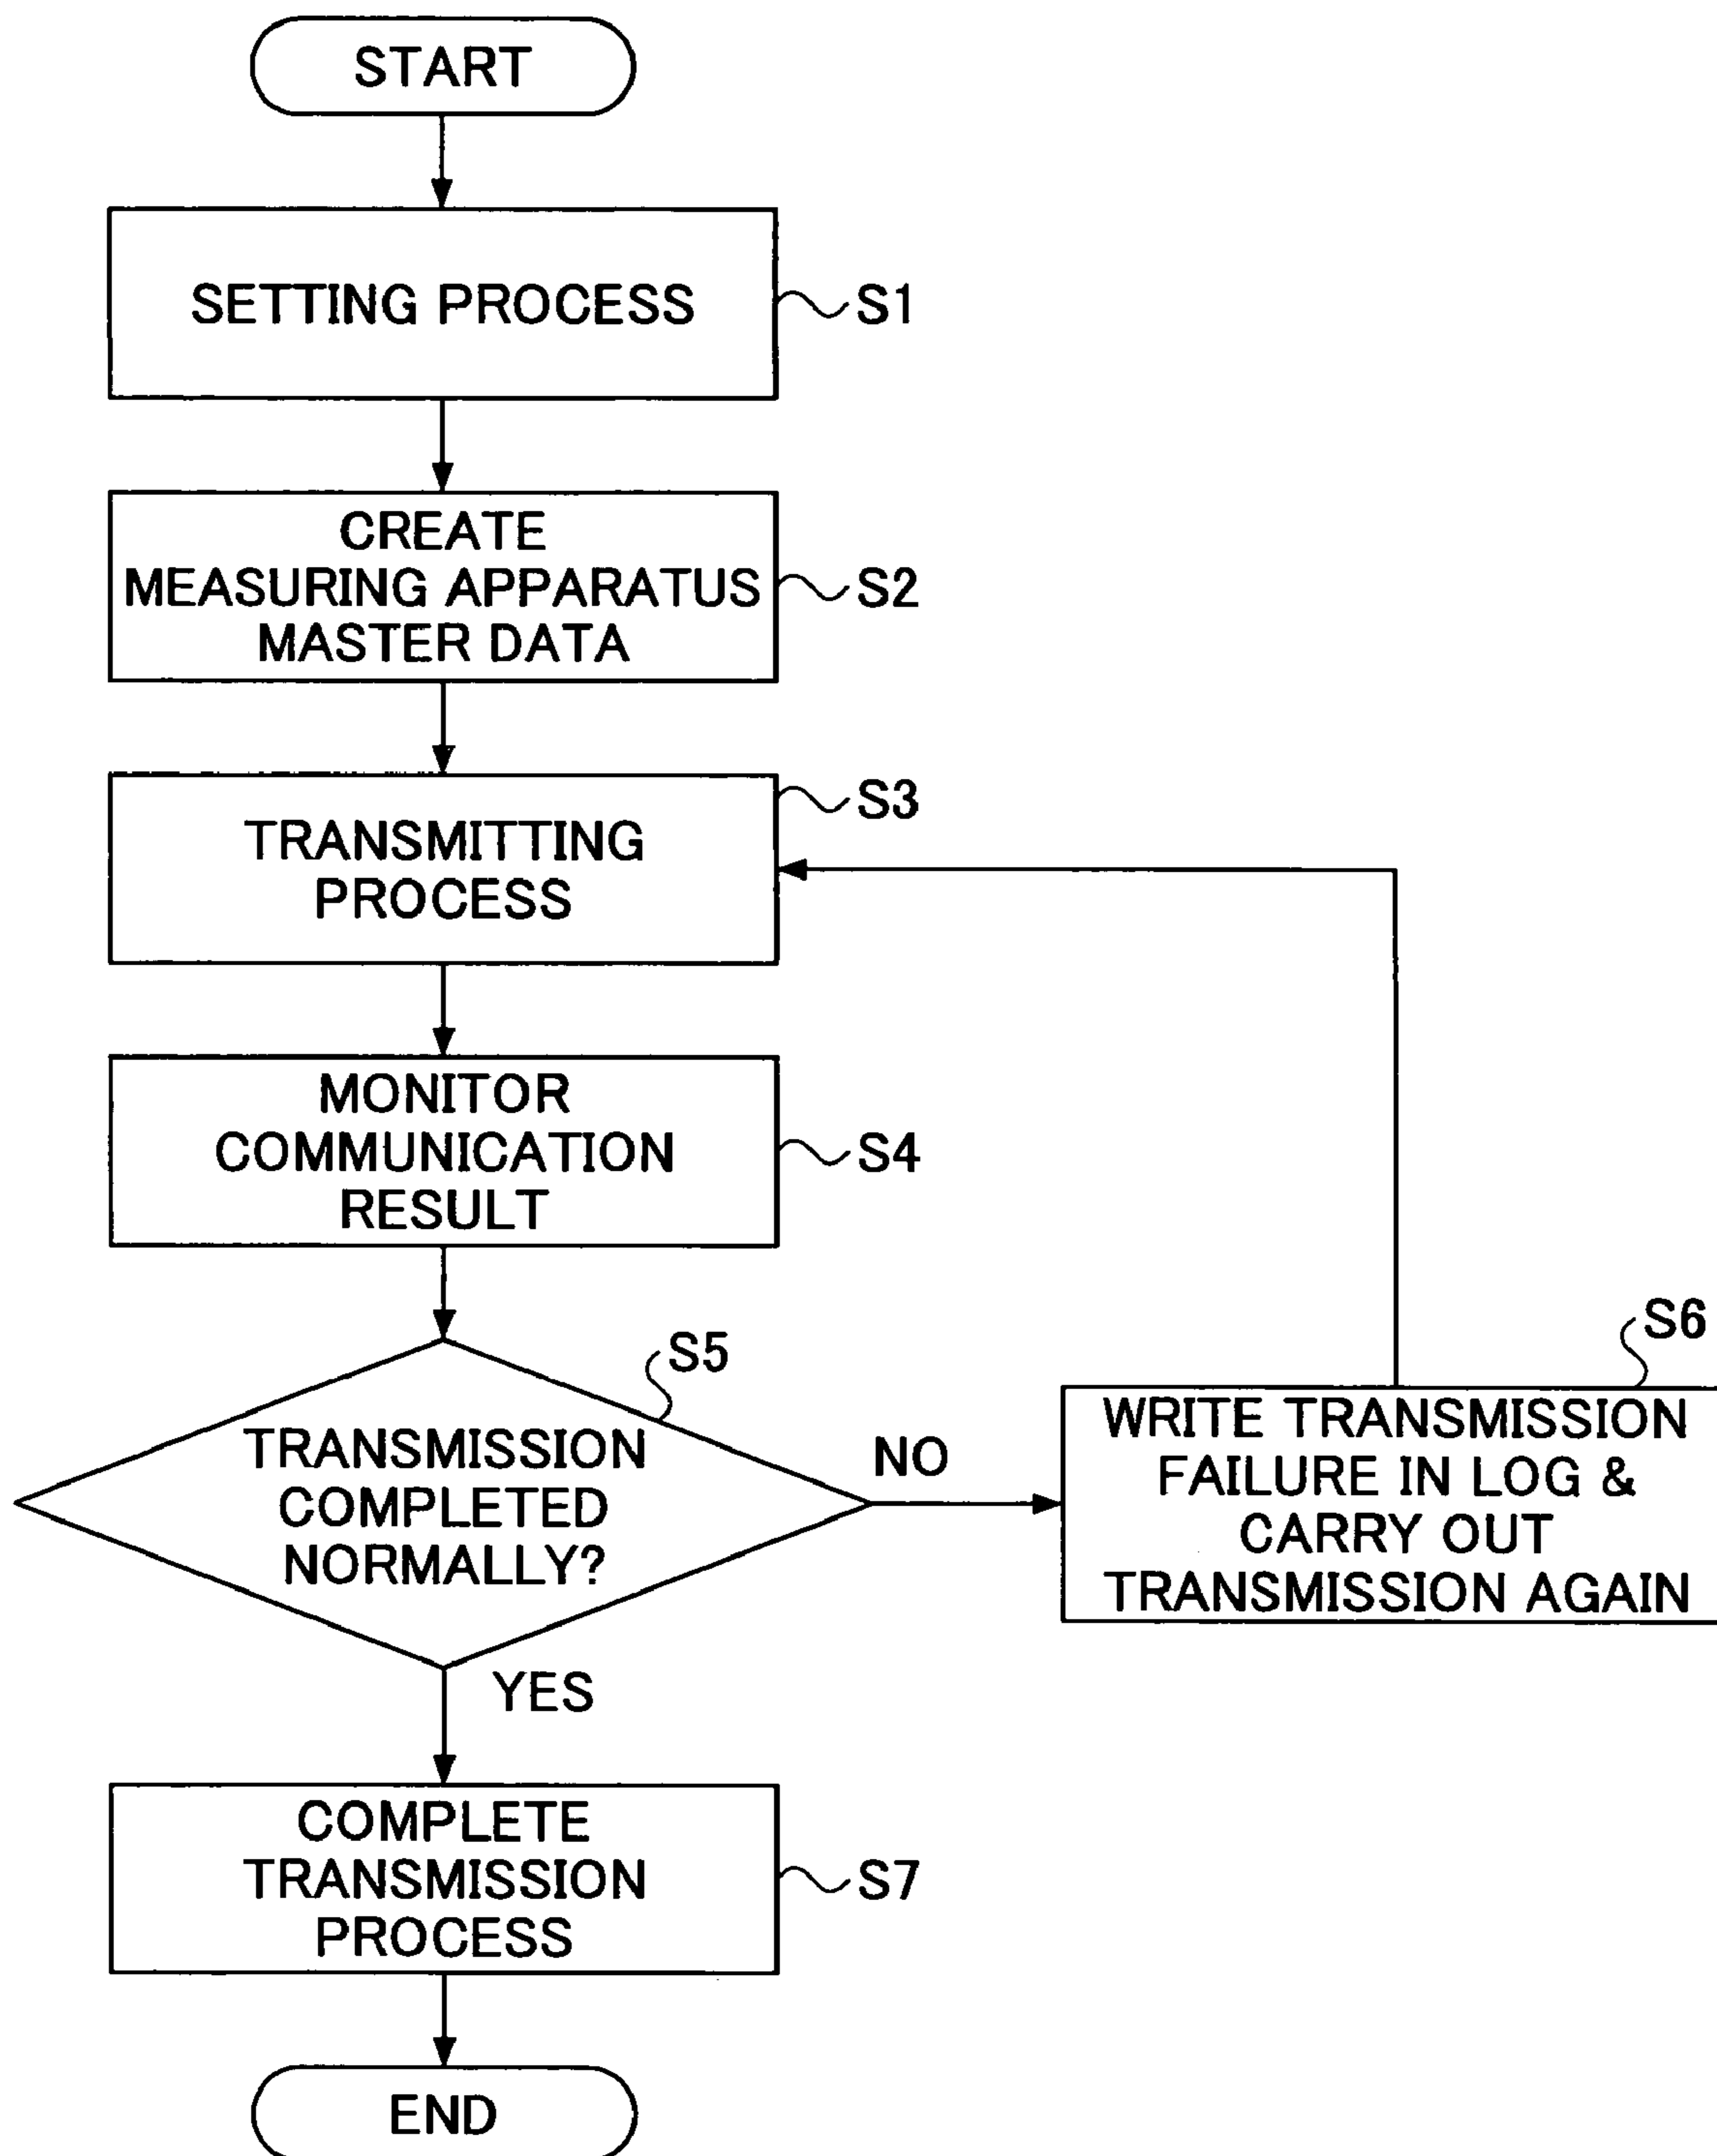 START
SETTING PROCESS
S1
CREATE
MEASURING APPARATUS
MASTER DATA
S2
TRANSMITTING
PROCESS
S3
MONITOR
COMMUNICATION
RESULT
S4
TRANSMISSION
COMPLETED
NORMALLY?
S5
NO
WRITE TRANSMISSION
FAILURE IN LOG &
CARRY OUT
TRANSMISSION AGAIN
S6
YES
COMPLETE
TRANSMISSION
PROCESS
S7
END